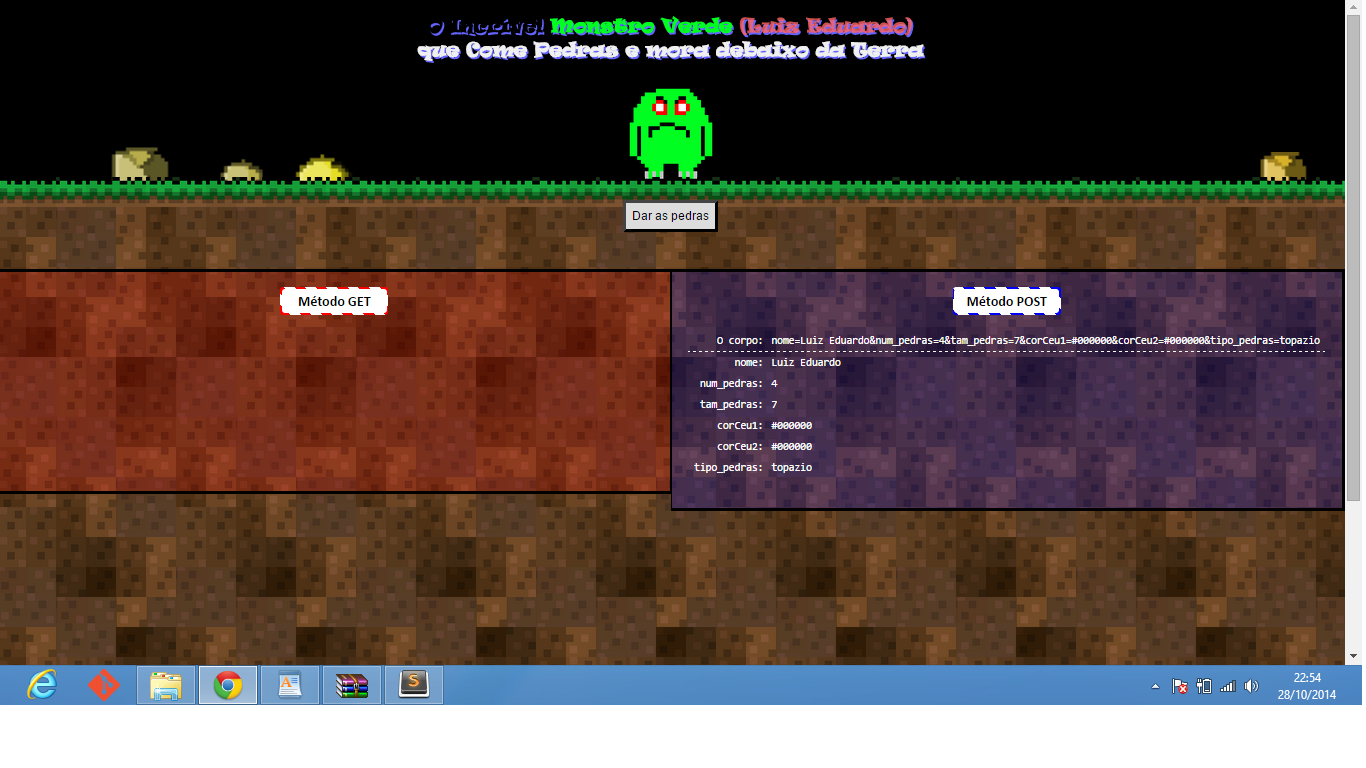 O Incrível Monstro Verde (Luiz Eduardo)
que Come Pedras e mora debaixo da Terra
Dar as pedras
Método GET
Método POST
O corpo: nome=Luiz Eduardo&num_pedras=4&tam_pedras=7&corCeu1=#000000&corCeu2=#000000&tipo_pedras=topazio
nome: Luiz Eduardo
num_pedras: 4
tam_pedras: 7
corCeu1: #000000
corCeu2: #000000
tipo_pedras: topazio
22:54
28/10/2014